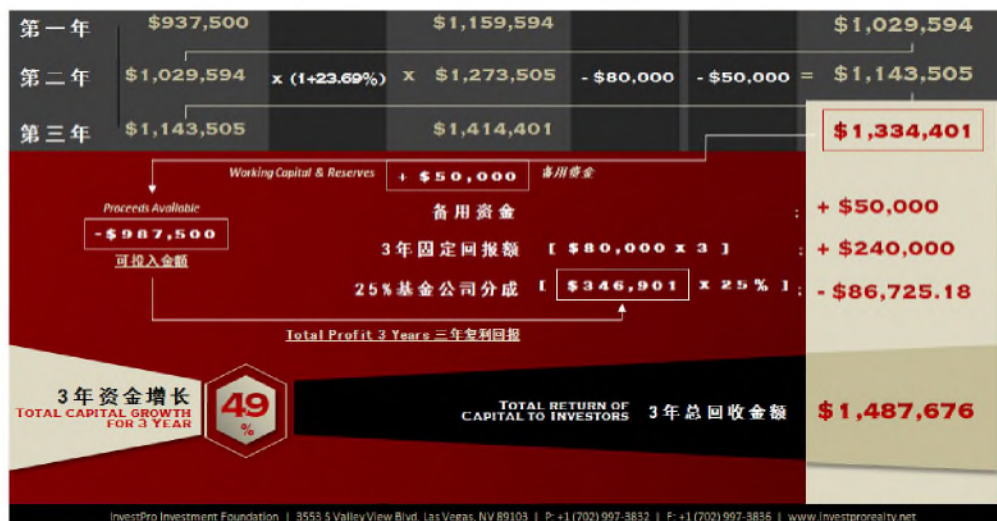 第一年 $937,500 $1,159,594 $1,029,594
第二年 $1,029,594 x (1+23.69%) x $1,273,505 - $80,000 - $50,000 = $1,143,505
第三年 $1,143,505 $1,414,401 $1,334,401
Working Capital & Reserves + $50,000 备用资金
Proceeds Available
-$987,500
可投入金额
备用资金 : + $50,000
3年固定回报额 [ $80,000 x 3 ] : + $240,000
25%基金公司分成 [ $346,901 x 25% ] : - $86,725.18
Total Profit 3 Years 三年复利回报
3年资金增长
TOTAL CAPITAL GROWTH
FOR 3 YEAR
49
%
TOTAL RETURN OF
CAPITAL TO INVESTORS
3年总回收金额 $1,487,676
InvestPro Investment Foundation | 3553 S Valley View Blvd, Las Vegas, NV 89103 | P: +1 (702) 997-3832 | F: +1 (702) 997-3836 | www.investprorealty.net